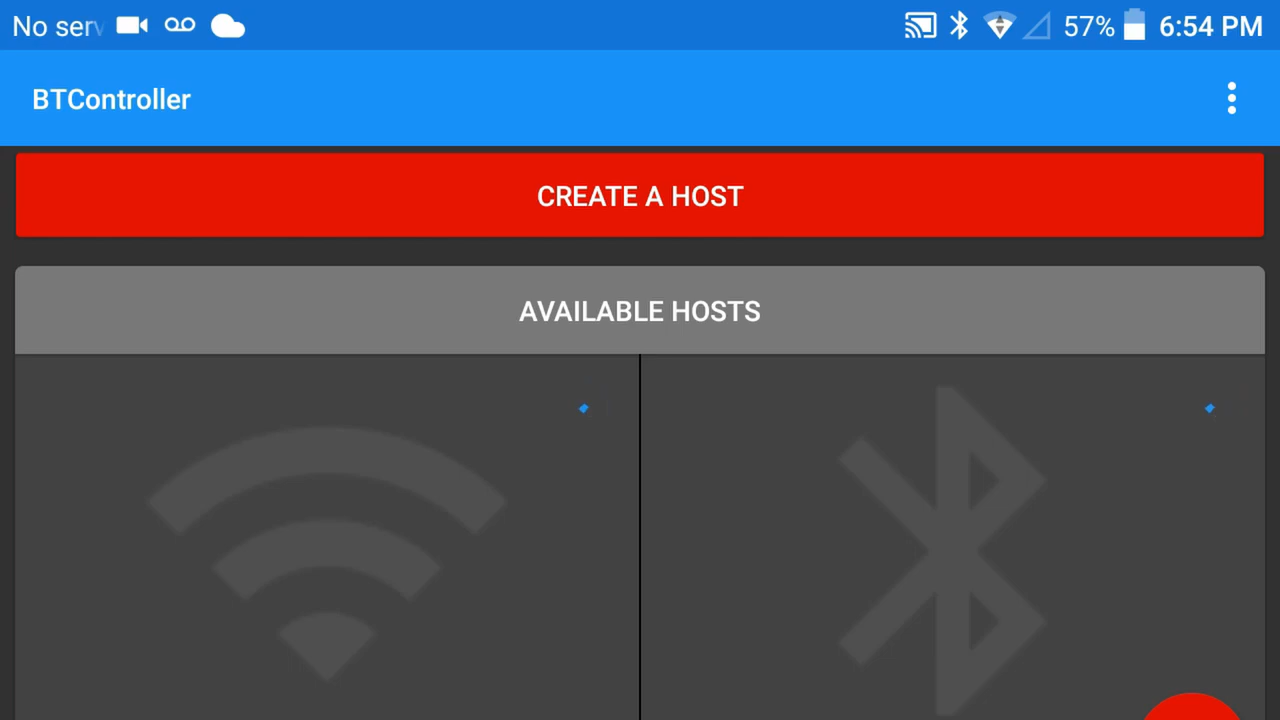 No serv 57% 6:54 PM
BTController
CREATE A HOST
AVAILABLE HOSTS